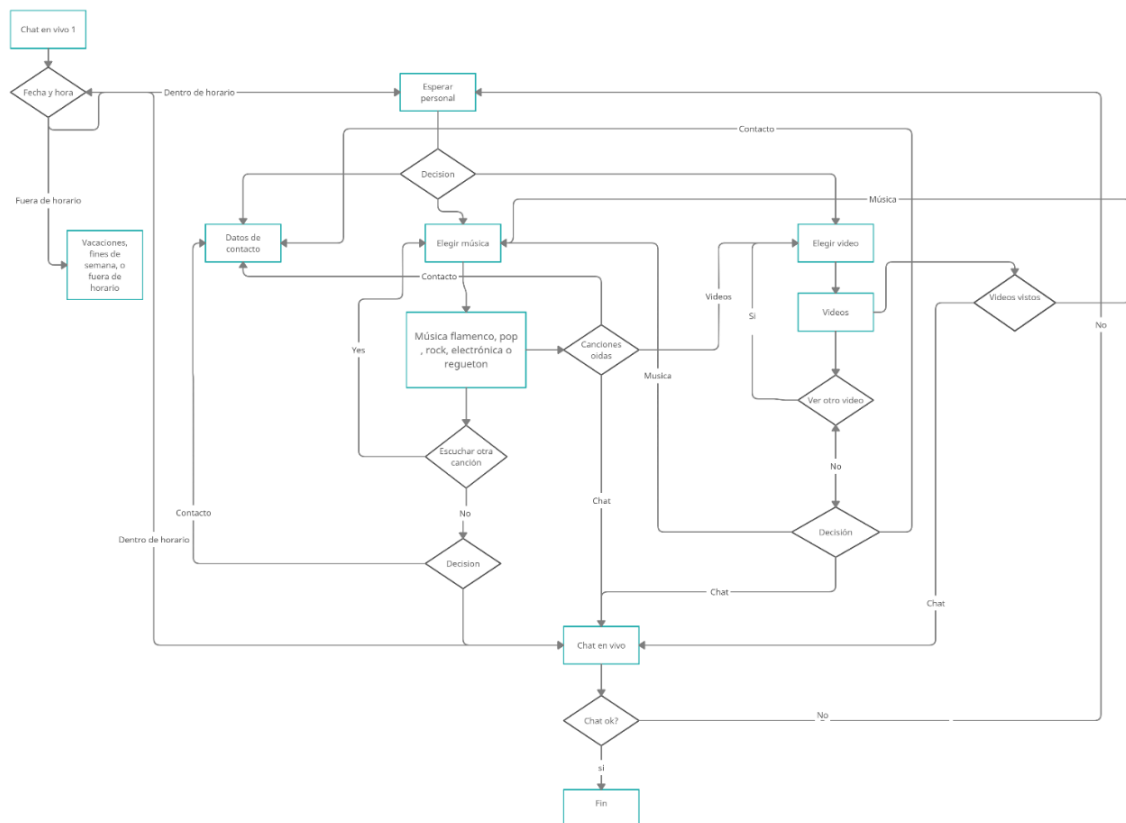 Chat en vivo 1
Fecha y hora
Dentro de horario
Esperar
personal
Contacto
Decision
Fuera de horario
Música
Vacaciones,
fines de
semana, o
fuera de
horario
Datos de
contacto
Elegir música
Elegir video
Contacto
Videos
Videos
Si
Videos vistos
No
Música flamenco, pop
, rock, electrónica o
regueton
Yes
Canciones
oidas
Musica
Ver otro video
Escuchar otra
canción
No
Chat
Contacto
No
Dentro de horario
Decisión
Decision
Chat
Chat
Chat en vivo
Chat ok?
No
si
Fin